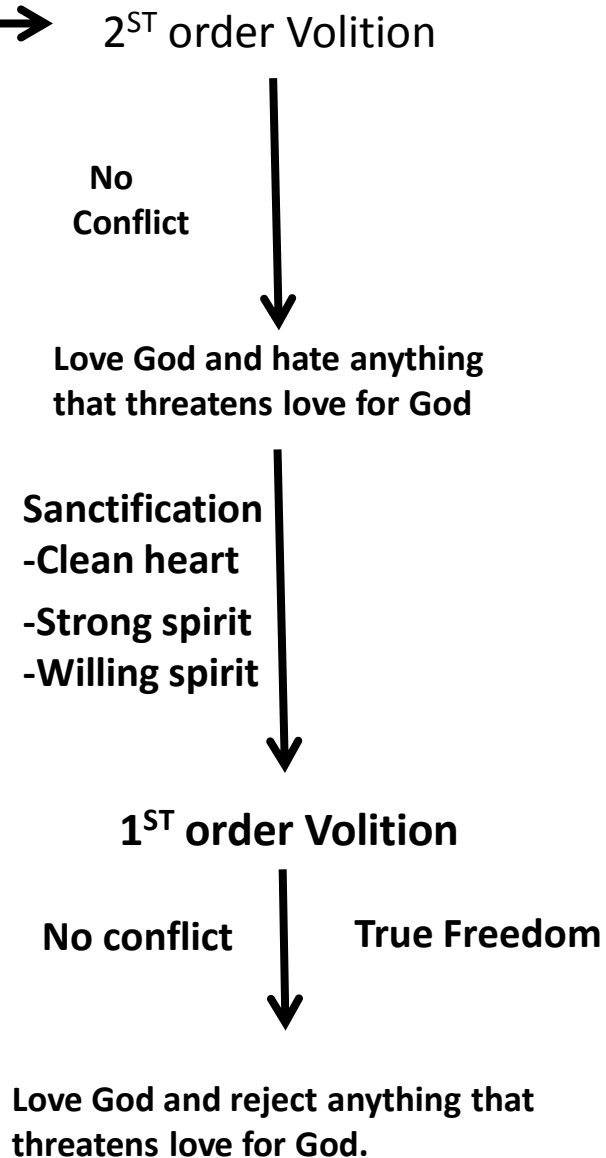 2ST order Volition
No
Conflict
Love God and hate anything
that threatens love for God
Sanctification
-Clean heart
-Strong spirit
-Willing spirit
1ST order Volition
No conflict
True Freedom
Love God and reject anything that
threatens love for God.